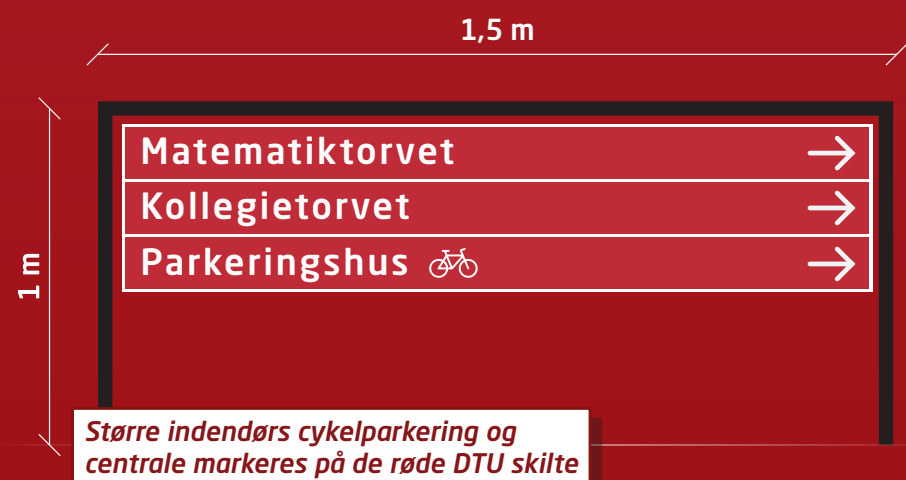 1,5 m
1 m
Matematiktorvet
Kollegietorvet
Parkeringshus
Større indendørs cykelparkering og
centrale markeres på de røde DTU skilte